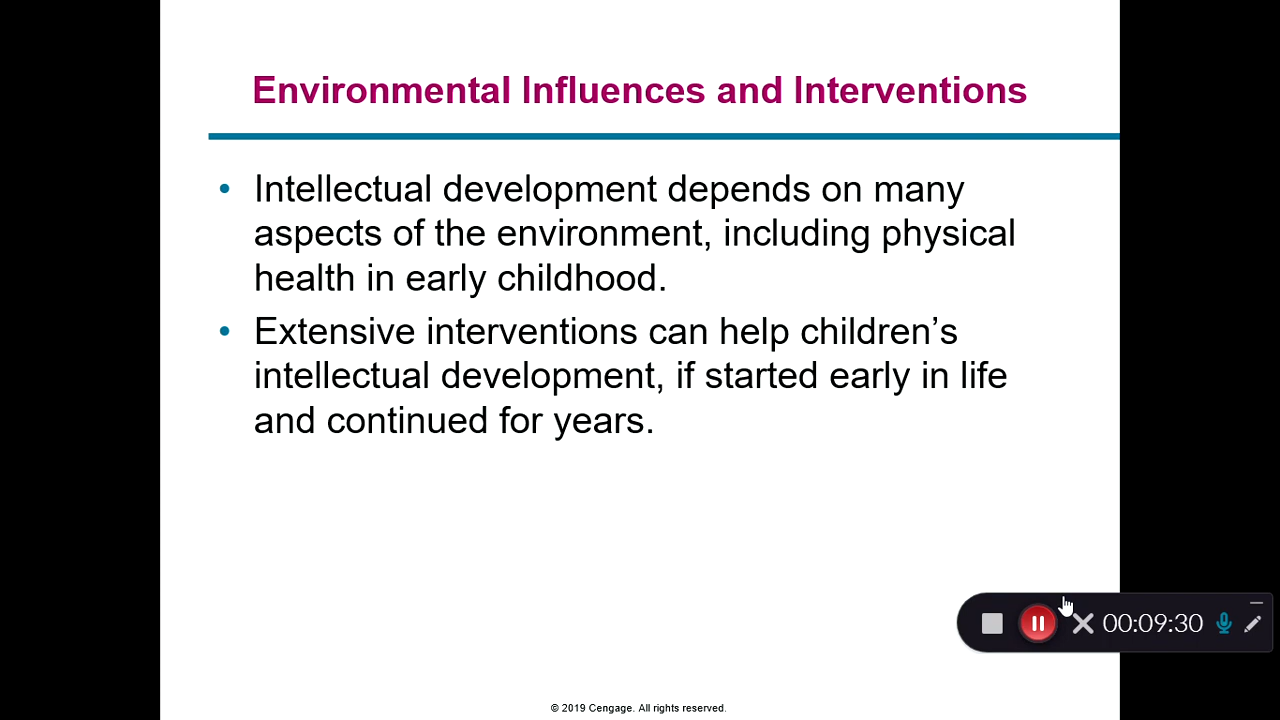 Environmental Influences and Interventions
• Intellectual development depends on many
aspects of the environment, including physical
health in early childhood.
• Extensive interventions can help children’s
intellectual development, if started early in life
and continued for years.
00:09:30
© 2019 Cengage. All rights reserved.